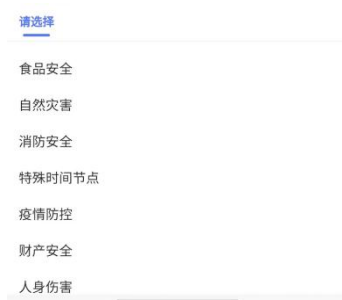 请选择
食品安全
自然灾害
消防安全
特殊时间节点
疫情防控
财产安全
人身伤害